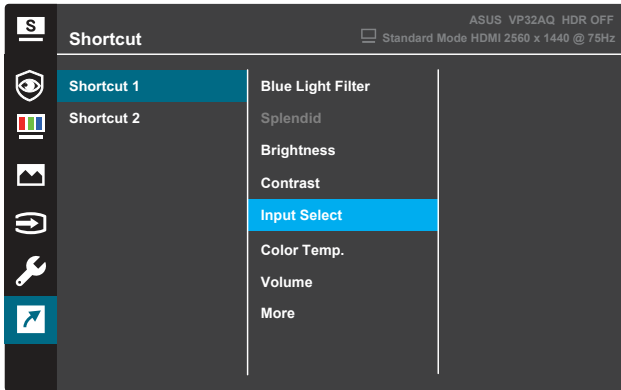 S
ASUS VP32AQ HDR OFF
Shortcut
Standard Mode HDMI 2560 x 1440 @ 75Hz
Shortcut 1
Blue Light Filter
Shortcut 2
Splendid
Brightness
Contrast
Input Select
Color Temp.
Volume
More